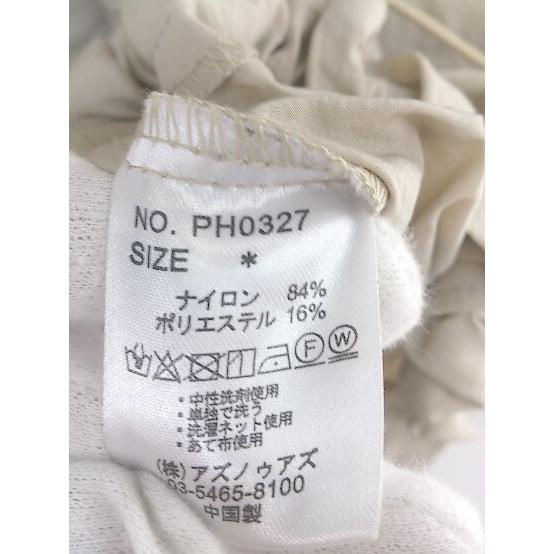 NO. PH0327
SIZE *
ナイロン 84%
ポリエステル 16%
F W
・中性洗剤使用
・単独で洗う
・洗濯ネット使用
・あて布使用
(株)アズノゥアズ
03-5465-8100
中国製